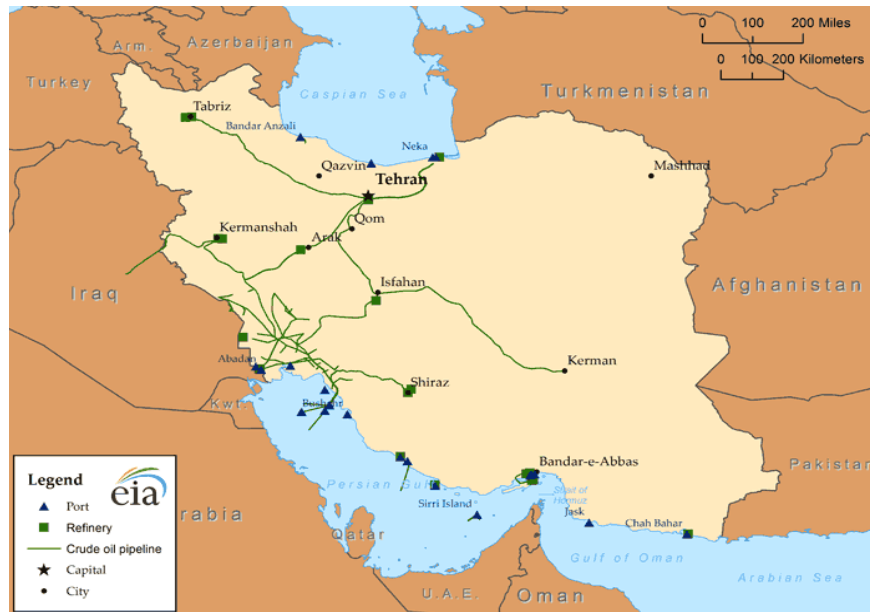 0 100 200 Miles
0 100 200 Kilometers
Arm.
Azerbaijan
Turkey
Caspian Sea
Turkmenistan
Tabriz
Bandar Anzali
Neka
Qazvin
Mashhad
Tehran
Kermanshah
Qom
Arak
Iraq
Isfahan
Afghanistan
Abadan
Kerman
Shiraz
Kwt.
Bushehr
Legend
eia
Port
Refinery
Crude oil pipeline
Capital
City
Bandar-e-Abbas
Pakistan
Persian Gulf
Strait of
Hormuz
Sirri Island
Jask
Chah Bahar
Arabia
Qatar
Gulf of Oman
U.A.E.
Oman
Arabian Sea